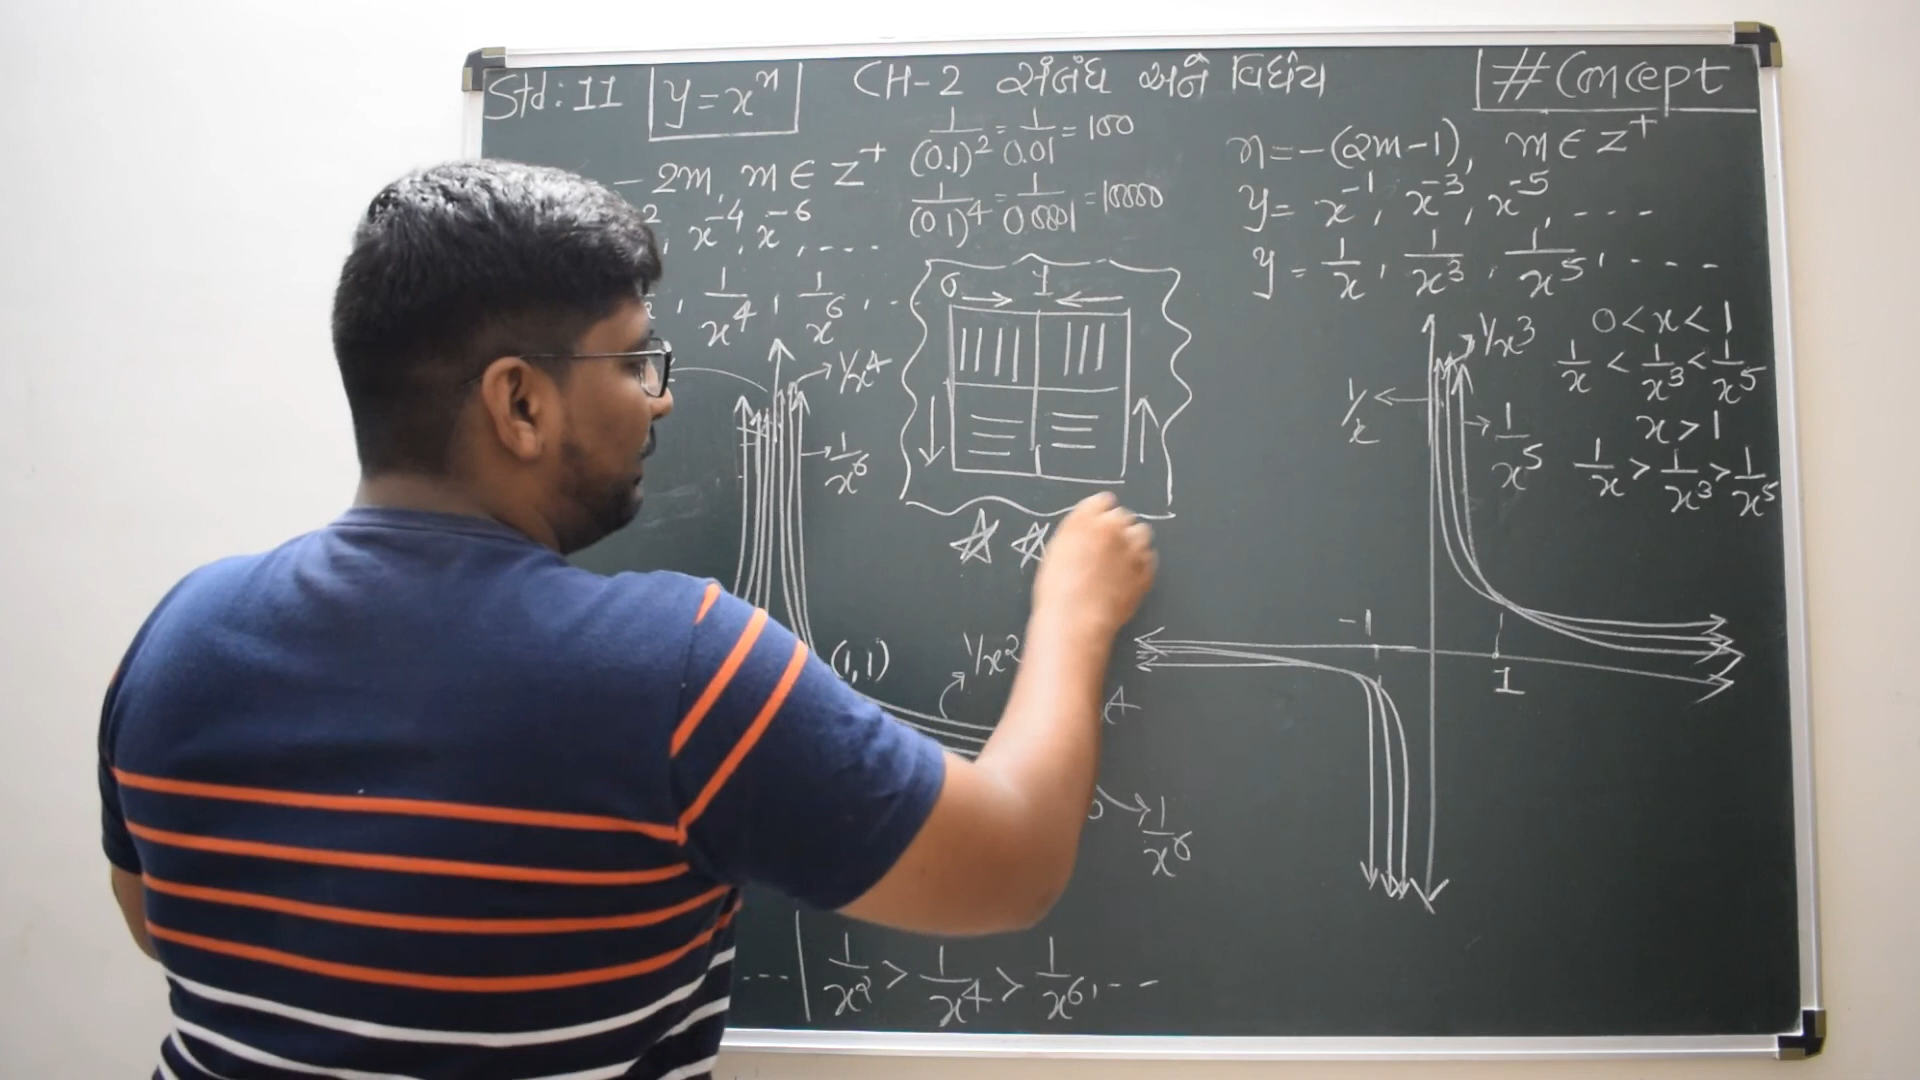 Std: 11
y = xⁿ
CH-2 સંબંધ અને વિધેય
#Concept
- 2m, m ∈ Z⁺
x⁻⁴, x⁻⁶, ....
1/x⁴, 1/x⁶, ..
1/(0.1)² = 1/0.01 = 100
1/(0.1)⁴ = 1/0.0001 = 10000
n = -(2m-1), m ∈ Z⁺
y = x⁻¹, x⁻³, x⁻⁵, ----
y = 1/x, 1/x³, 1/x⁵, ----
0 1
1/x⁴
1/x⁶
(1,1)
1/x²
1/x⁶
1/x² > 1/x⁴ > 1/x⁶, ---
1/x³
1/x
1/x⁵
-1
1
0 < x < 1
1/x < 1/x³ < 1/x⁵
x > 1
1/x > 1/x³ > 1/x⁵